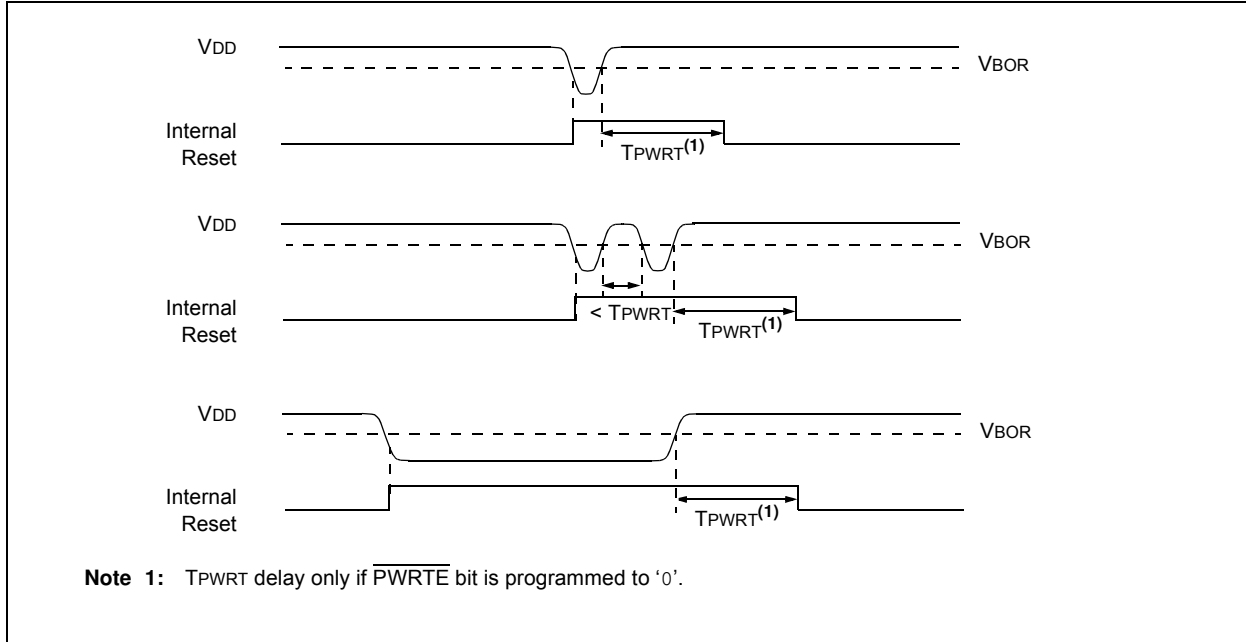 VDD
VBOR
Internal
Reset
TPWRT(1)
VDD
VBOR
Internal
Reset
< TPWRT
TPWRT(1)
VDD
VBOR
Internal
Reset
TPWRT(1)
Note 1: TPWRT delay only if P̅W̅R̅T̅E̅ bit is programmed to ‘0’.